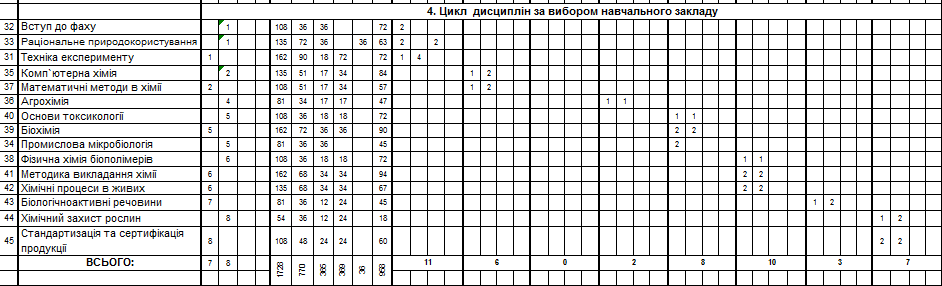 4. Цикл дисциплін за вибором навчального закладу
32 Вступ до фаху 1 108 36 36 72 2
33 Раціональне природокористування 1 135 72 36 36 63 2 2
31 Техніка експерименту 1 162 90 18 72 72 1 4
35 Комп`ютерна хімія 2 135 51 17 34 84 1 2
37 Математичні методи в хімії 2 108 51 17 34 57 1 2
36 Агрохімія 4 81 34 17 17 47 1 1
40 Основи токсикології 5 108 36 18 18 72 1 1
39 Біохімія 5 162 72 36 36 90 2 2
34 Промислова мікробіологія 5 81 36 36 45 2
38 Фізична хімія біополімерів 6 108 36 18 18 72 1 1
41 Методика викладання хімії 6 162 68 34 34 94 2 2
42 Хімічні процеси в живих 6 135 68 34 34 67 2 2
43 Біологічноактивні речовини 7 81 36 12 24 45 1 2
44 Хімічний захист рослин 8 54 36 12 24 18 1 2
45 Стандартизація та сертифікація
продукції 8 108 48 24 24 60 2 2
ВСЬОГО: 7 8 1728 770 365 369 36 958 11 6 0 2 8 10 3 7